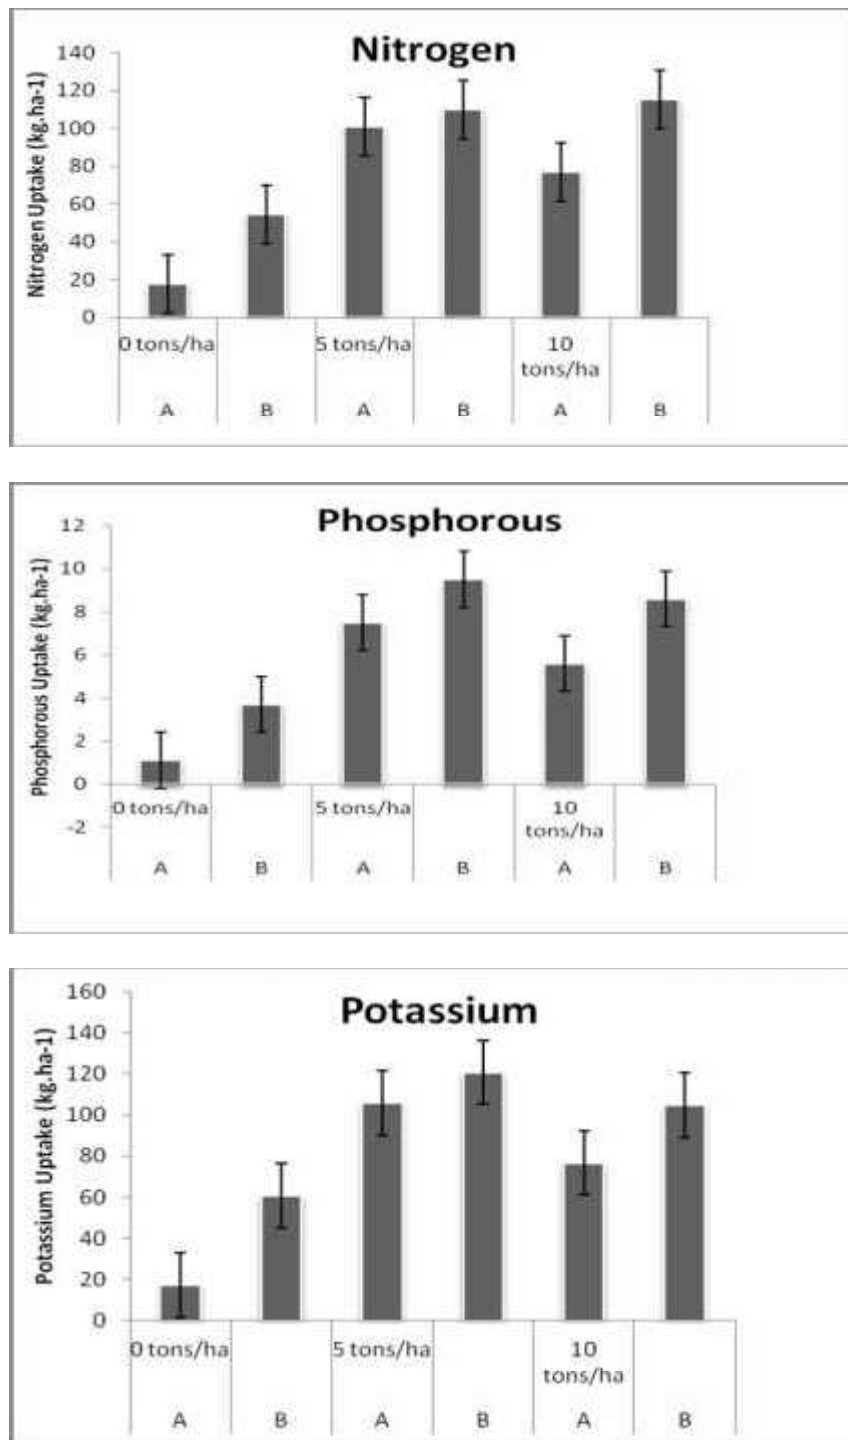 Nitrogen
Nitrogen Uptake (kg.ha-1)
140
120
100
80
60
40
20
0
0 tons/ha 5 tons/ha 10 tons/ha
A B A B A B
Phosphorous
Phosphorous Uptake (kg.ha-1)
12
10
8
6
4
2
0
-2
0 tons/ha 5 tons/ha 10 tons/ha
A B A B A B
Potassium
Potassium Uptake (kg.ha-1)
160
140
120
100
80
60
40
20
0
0 tons/ha 5 tons/ha 10 tons/ha
A B A B A B